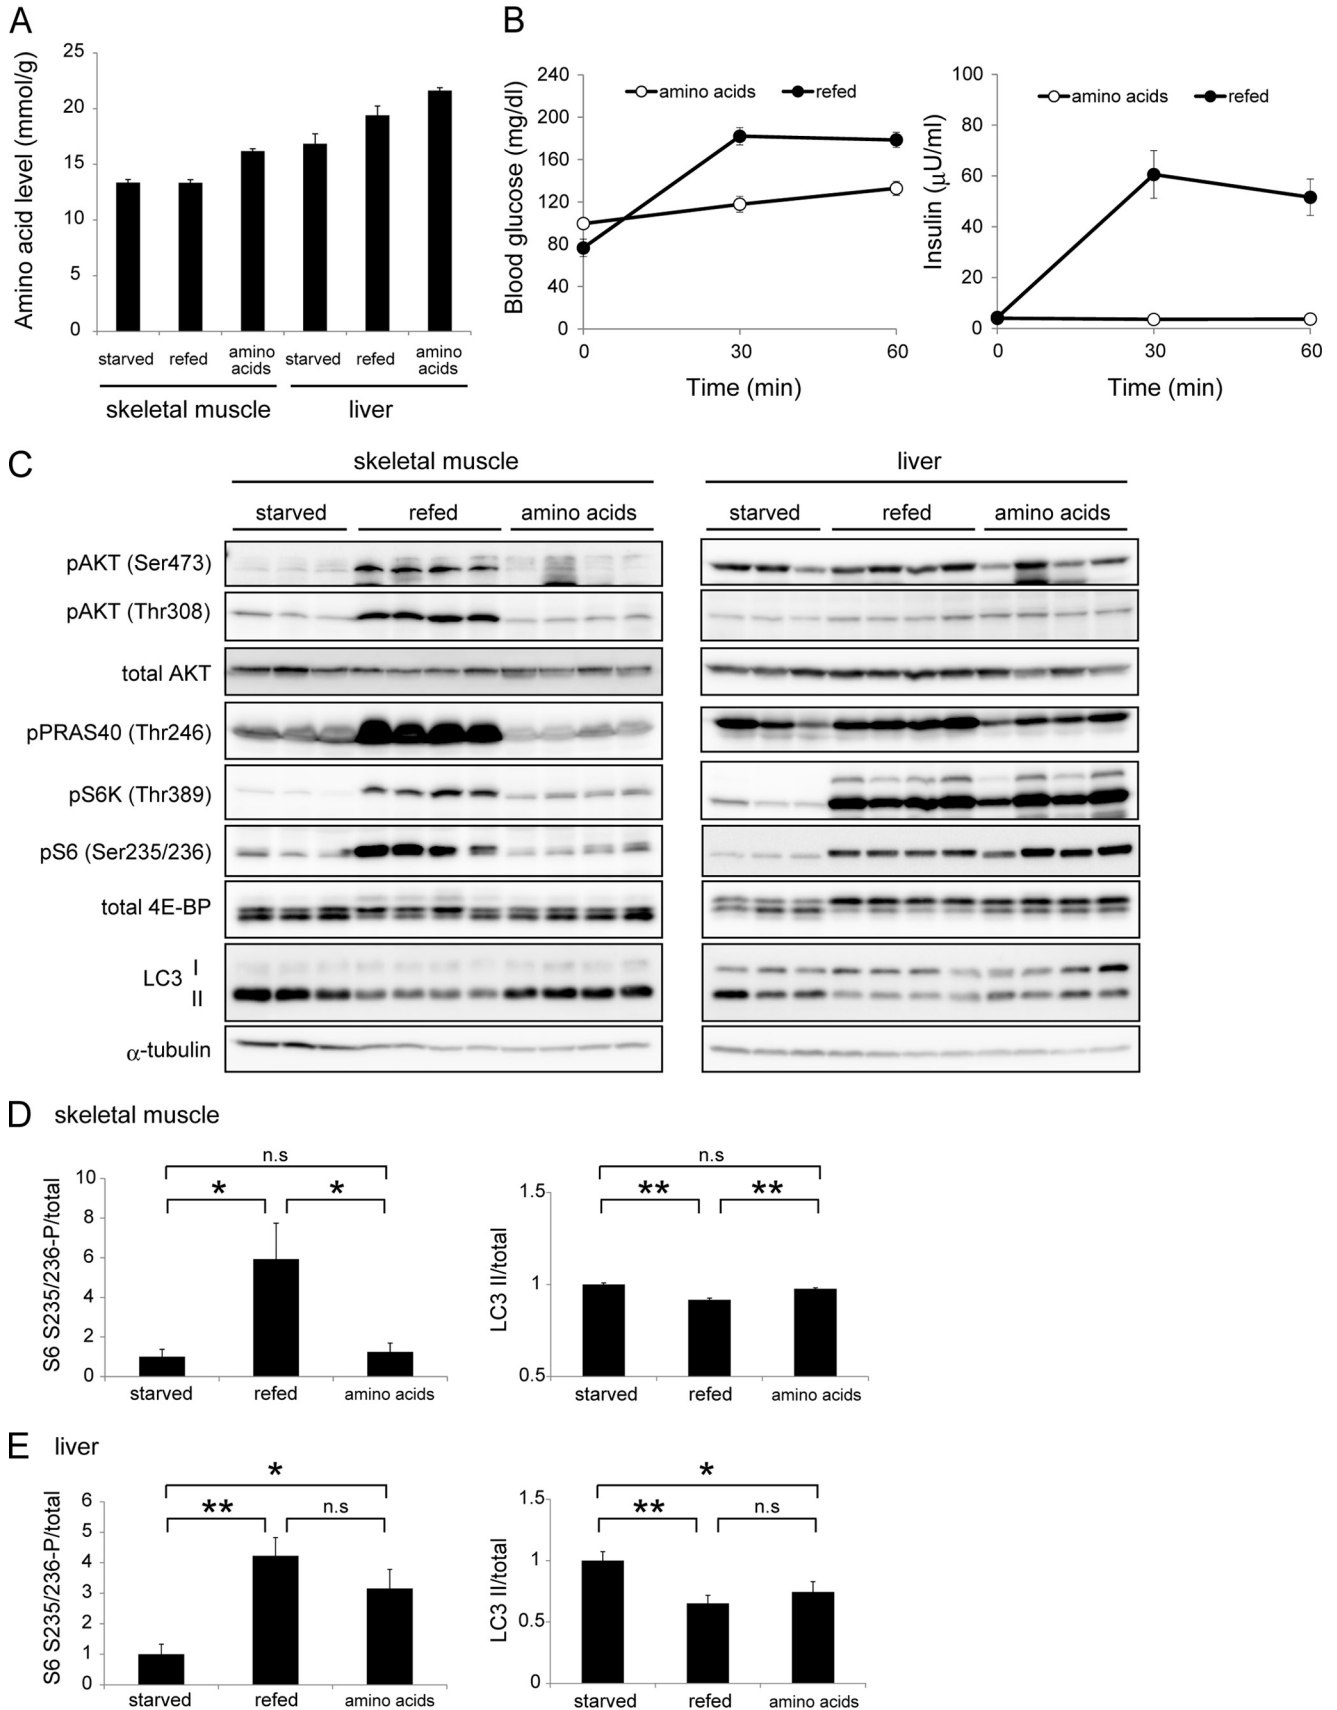 A
Amino acid level (mmol/g)
25
20
15
10
5
0
starved refed amino acids starved refed amino acids
skeletal muscle liver
B
Blood glucose (mg/dl)
240
200
160
120
80
40
0
amino acids refed
0 30 60
Time (min)
Insulin (μU/ml)
100
80
60
40
20
0
amino acids refed
0 30 60
Time (min)
C
skeletal muscle liver
starved refed amino acids starved refed amino acids
pAKT (Ser473)
pAKT (Thr308)
total AKT
pPRAS40 (Thr246)
pS6K (Thr389)
pS6 (Ser235/236)
total 4E-BP
LC3 I
II
α-tubulin
D skeletal muscle
S6 S235/236-P/total
n.s
* *
10
8
6
4
2
0
starved refed amino acids
LC3 II/total
n.s
** **
1.5
1
0.5
starved refed amino acids
E liver
S6 S235/236-P/total
*
** n.s
6
5
4
3
2
1
0
starved refed amino acids
LC3 II/total
*
** n.s
1.5
1
0.5
0
starved refed amino acids